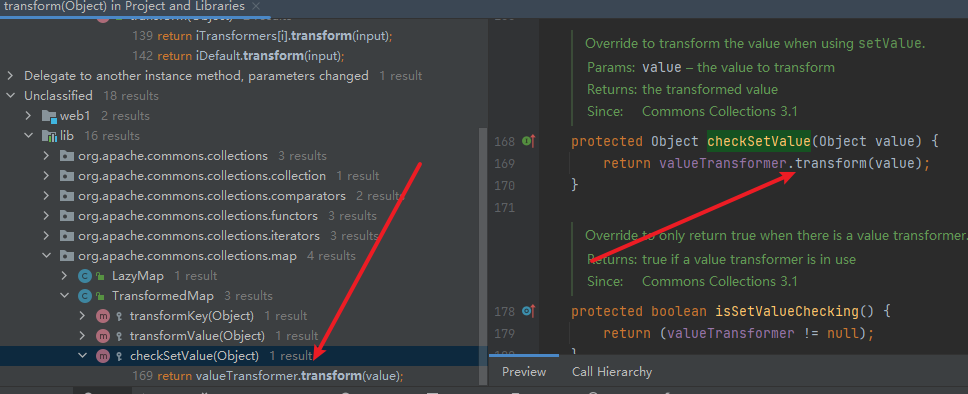 transform(Object) in Project and Libraries
139 return iTransformers[i].transform(input);
142 return iDefault.transform(input);
Delegate to another instance method, parameters changed 1 result
Unclassified 18 results
web1 2 results
lib 16 results
org.apache.commons.collections 3 results
org.apache.commons.collections.collection 1 result
org.apache.commons.collections.comparators 2 results
org.apache.commons.collections.functors 3 results
org.apache.commons.collections.iterators 3 results
org.apache.commons.collections.map 4 results
LazyMap 1 result
TransformedMap 3 results
transformKey(Object) 1 result
transformValue(Object) 1 result
checkSetValue(Object) 1 result
169 return valueTransformer.transform(value);
Override to transform the value when using setValue.
Params: value – the value to transform
Returns: the transformed value
Since: Commons Collections 3.1
168 protected Object checkSetValue(Object value) {
169 return valueTransformer.transform(value);
170 }
171
Override to only return true when there is a value transformer.
Returns: true if a value transformer is in use
Since: Commons Collections 3.1
178 protected boolean isSetValueChecking() {
179 return (valueTransformer != null);
Preview Call Hierarchy